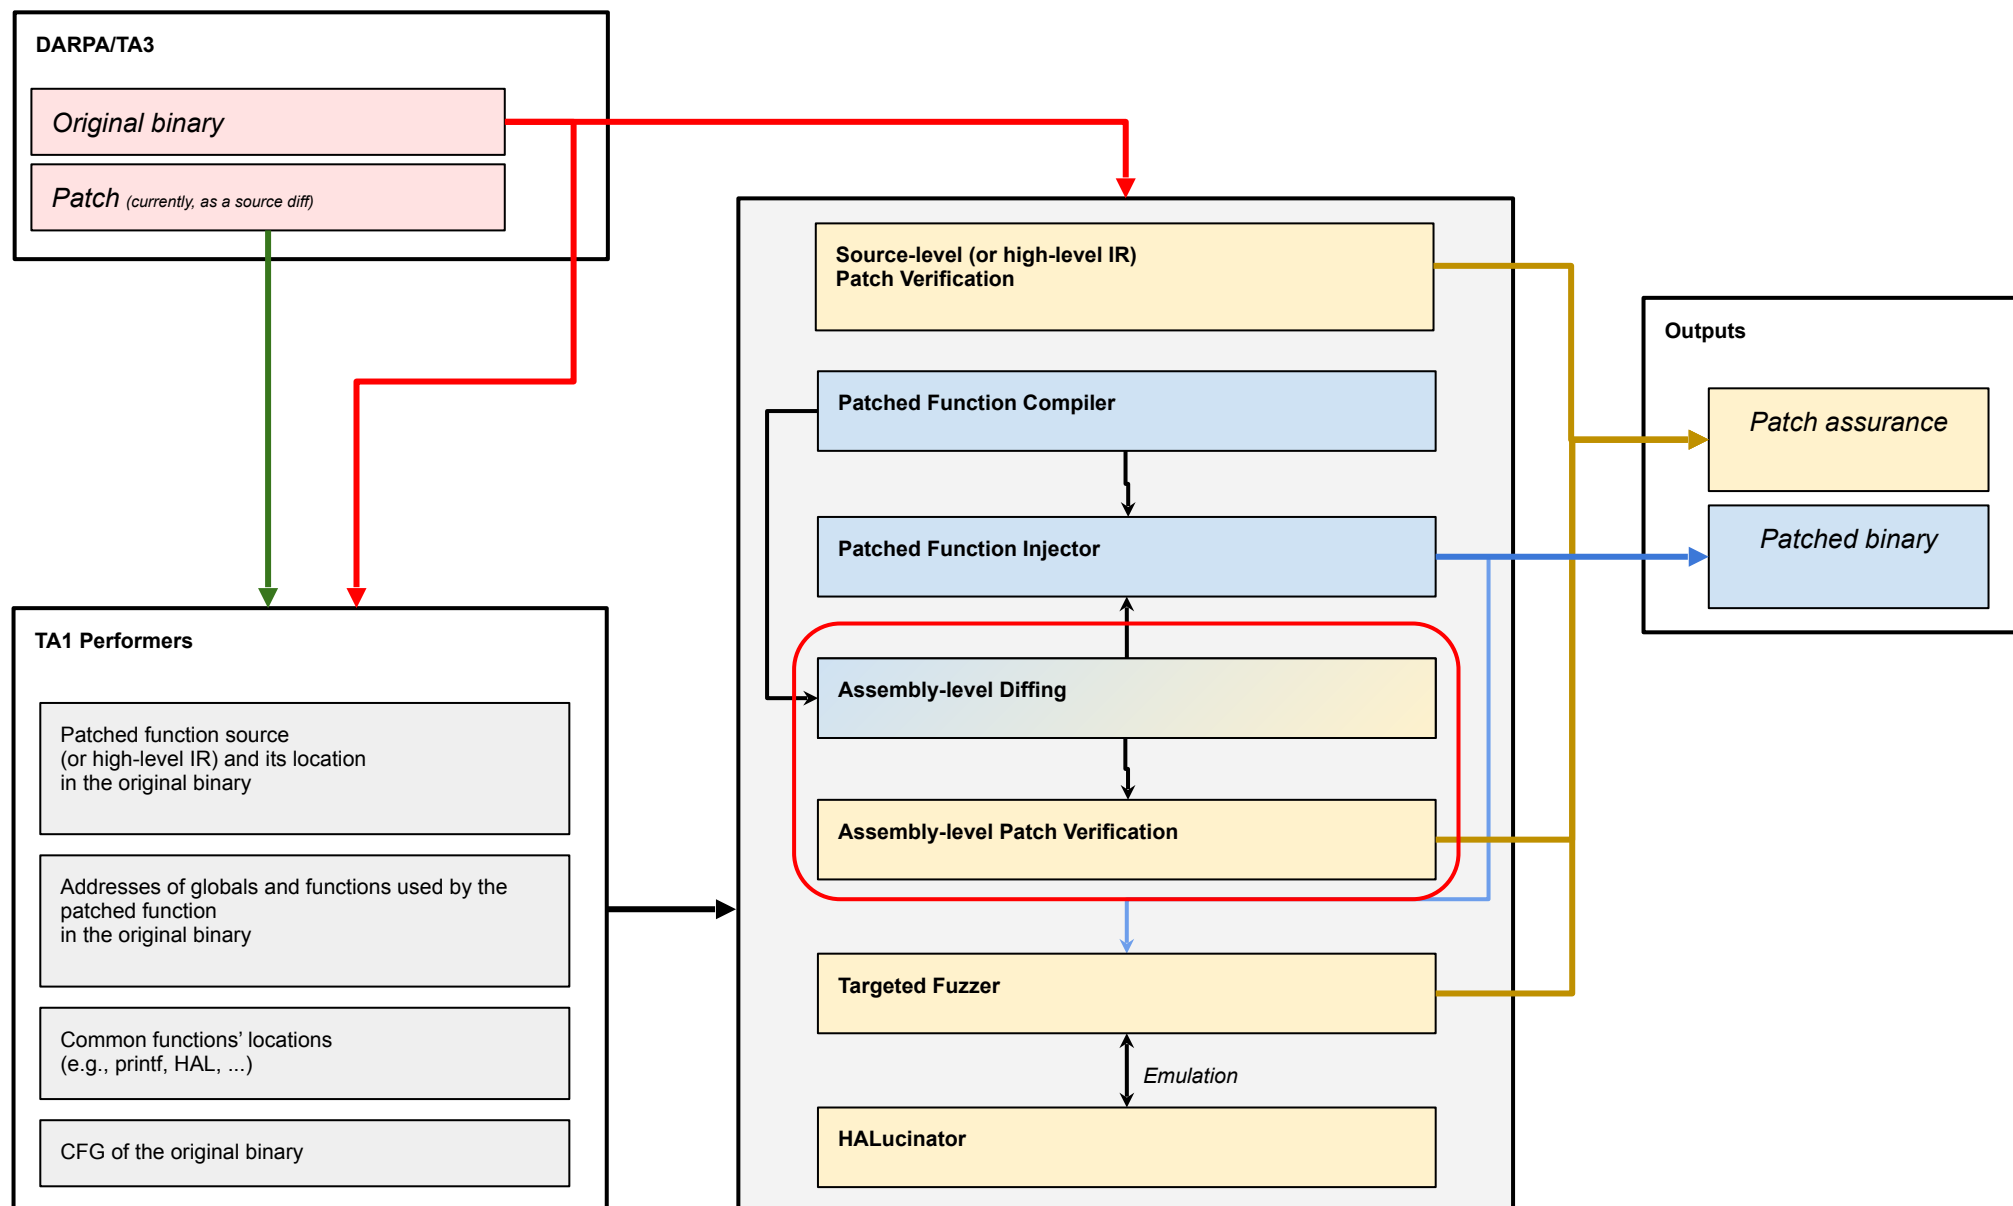 DARPA/TA3
Original binary
Patch (currently, as a source diff)
TA1 Performers
Patched function source
(or high-level IR) and its location
in the original binary
Addresses of globals and functions used by the
patched function
in the original binary
Common functions’ locations
(e.g., printf, HAL, ...)
CFG of the original binary
Source-level (or high-level IR)
Patch Verification
Patched Function Compiler
Patched Function Injector
Assembly-level Diffing
Assembly-level Patch Verification
Targeted Fuzzer
Emulation
HALucinator
Outputs
Patch assurance
Patched binary